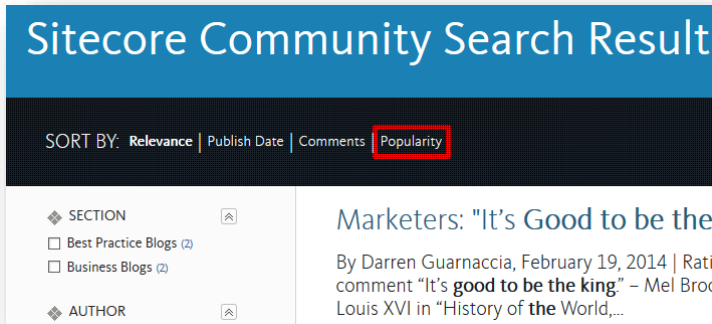 Sitecore Community Search Result
SORT BY: Relevance | Publish Date | Comments | Popularity
SECTION
Best Practice Blogs (2)
Business Blogs (2)
AUTHOR
Marketers: "It's Good to be the
By Darren Guarnaccia, February 19, 2014 | Rati
comment “It's good to be the king.” – Mel Broo
Louis XVI in “History of the World,...